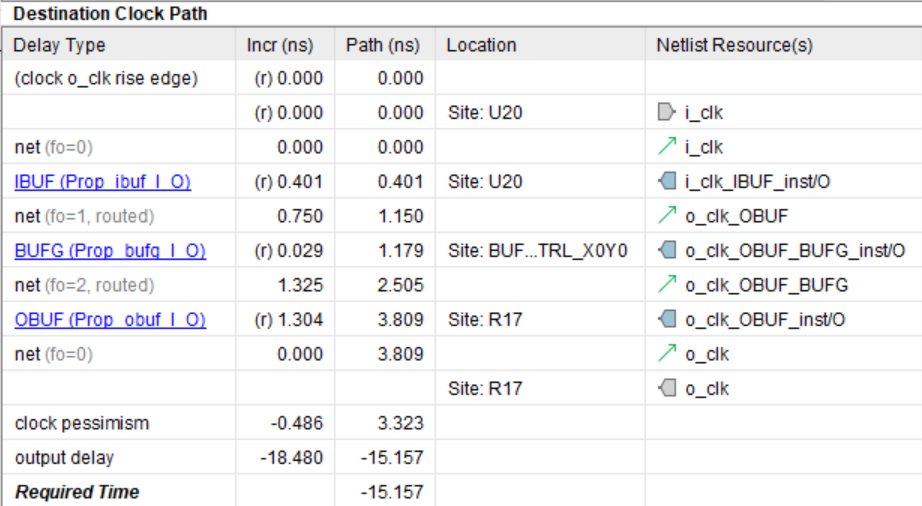 Destination Clock Path
Delay Type Incr (ns) Path (ns) Location Netlist Resource(s)
(clock o_clk rise edge) (r) 0.000 0.000
(r) 0.000 0.000 Site: U20 i_clk
net (fo=0) 0.000 0.000 i_clk
IBUF (Prop_ibuf_I_O) (r) 0.401 0.401 Site: U20 i_clk_IBUF_inst/O
net (fo=1, routed) 0.750 1.150 o_clk_OBUF
BUFG (Prop_bufg_I_O) (r) 0.029 1.179 Site: BUF...TRL_X0Y0 o_clk_OBUF_BUFG_inst/O
net (fo=2, routed) 1.325 2.505 o_clk_OBUF_BUFG
OBUF (Prop_obuf_I_O) (r) 1.304 3.809 Site: R17 o_clk_OBUF_inst/O
net (fo=0) 0.000 3.809 o_clk
Site: R17 o_clk
clock pessimism -0.486 3.323
output delay -18.480 -15.157
Required Time -15.157